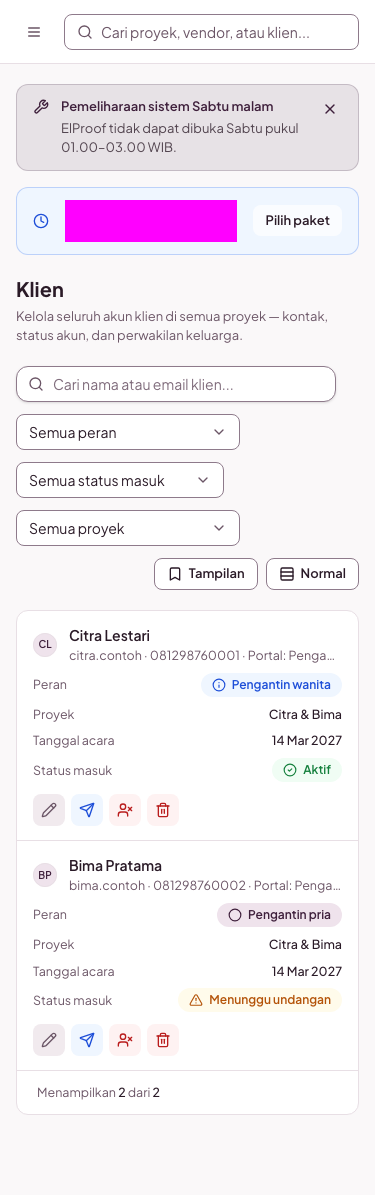 Cari proyek, vendor, atau klien...
Pemeliharaan sistem Sabtu malam
ElProof tidak dapat dibuka Sabtu pukul
01.00–03.00 WIB.
Pilih paket
Klien
Kelola seluruh akun klien di semua proyek — kontak,
status akun, dan perwakilan keluarga.
Cari nama atau email klien...
Semua peran
Semua status masuk
Semua proyek
Tampilan
Normal
CL
Citra Lestari
citra.contoh · 081298760001 · Portal: Penga...
Peran
Pengantin wanita
Proyek
Citra & Bima
Tanggal acara
14 Mar 2027
Status masuk
Aktif
BP
Bima Pratama
bima.contoh · 081298760002 · Portal: Penga...
Peran
Pengantin pria
Proyek
Citra & Bima
Tanggal acara
14 Mar 2027
Status masuk
Menunggu undangan
Menampilkan 2 dari 2